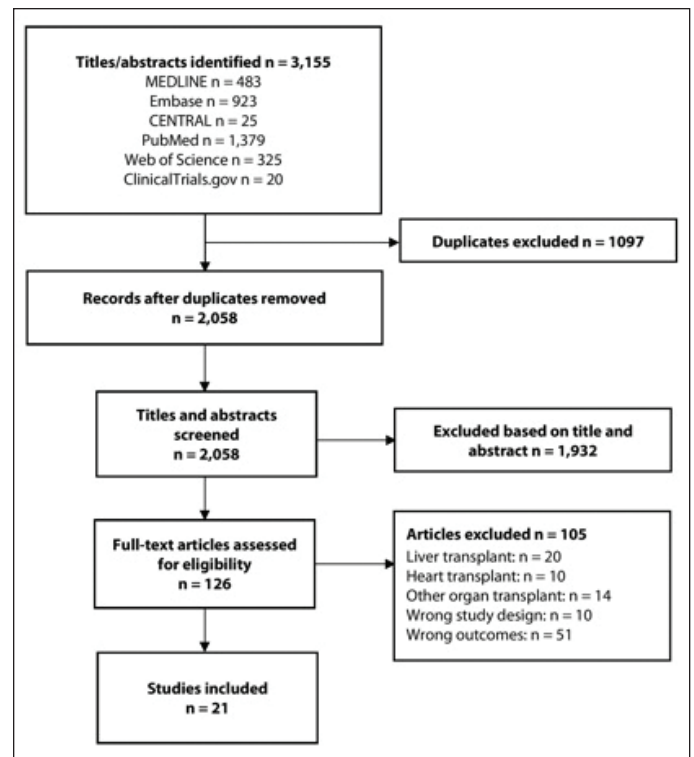 Titles/abstracts identified n = 3,155
MEDLINE n = 483
Embase n = 923
CENTRAL n = 25
PubMed n = 1,379
Web of Science n = 325
ClinicalTrials.gov n = 20
Duplicates excluded n = 1097
Records after duplicates removed
n = 2,058
Titles and abstracts
screened
n = 2,058
Excluded based on title and
abstract n = 1,932
Full-text articles assessed
for eligibility
n = 126
Articles excluded n = 105
Liver transplant: n = 20
Heart transplant: n = 10
Other organ transplant: n = 14
Wrong study design: n = 10
Wrong outcomes: n = 51
Studies included
n = 21